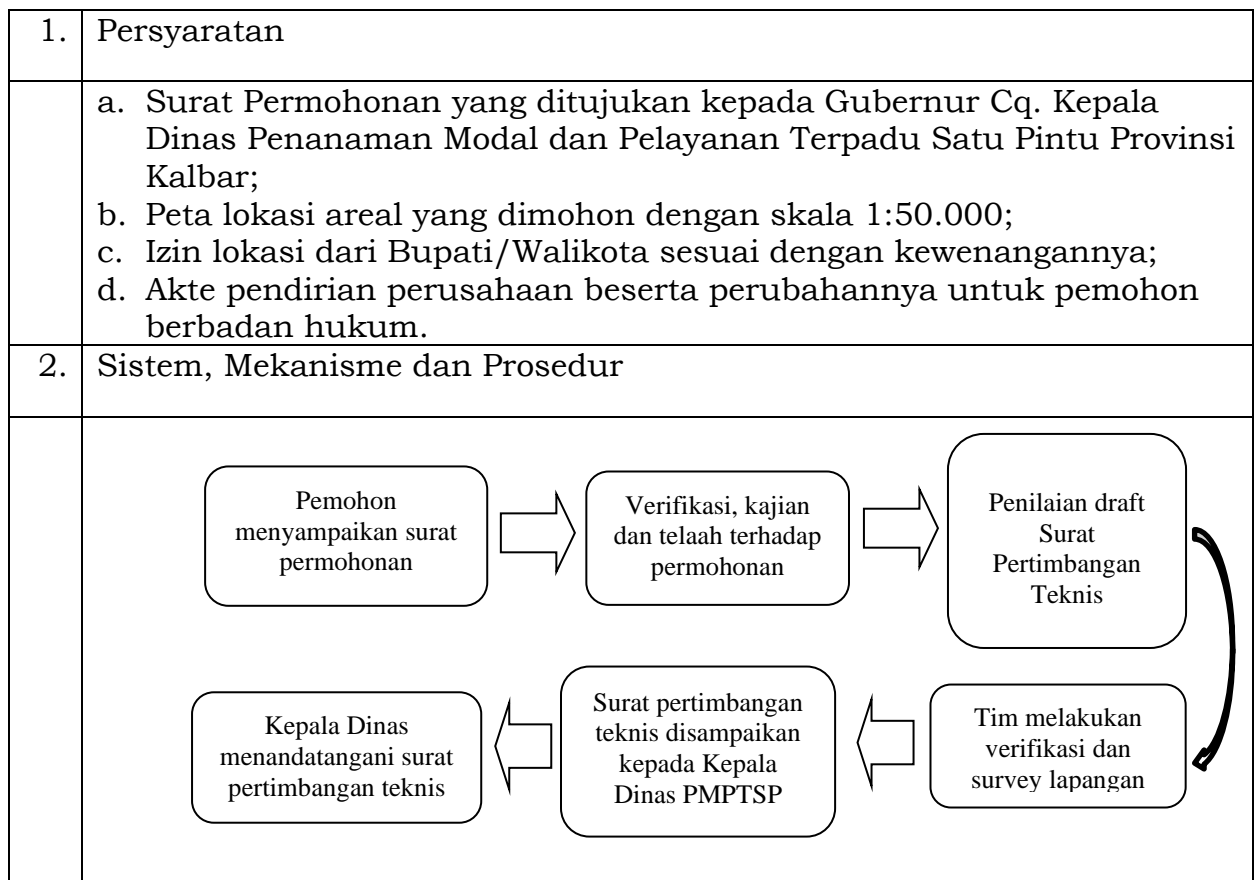 1. Persyaratan
a. Surat Permohonan yang ditujukan kepada Gubernur Cq. Kepala
Dinas Penanaman Modal dan Pelayanan Terpadu Satu Pintu Provinsi
Kalbar;
b. Peta lokasi areal yang dimohon dengan skala 1:50.000;
c. Izin lokasi dari Bupati/Walikota sesuai dengan kewenangannya;
d. Akte pendirian perusahaan beserta perubahannya untuk pemohon
berbadan hukum.
2. Sistem, Mekanisme dan Prosedur
Pemohon
menyampaikan surat
permohonan
Verifikasi, kajian
dan telaah terhadap
permohonan
Penilaian draft
Surat
Pertimbangan
Teknis
Tim melakukan
verifikasi dan
survey lapangan
Surat pertimbangan
teknis disampaikan
kepada Kepala
Dinas PMPTSP
Kepala Dinas
menandatangani surat
pertimbangan teknis